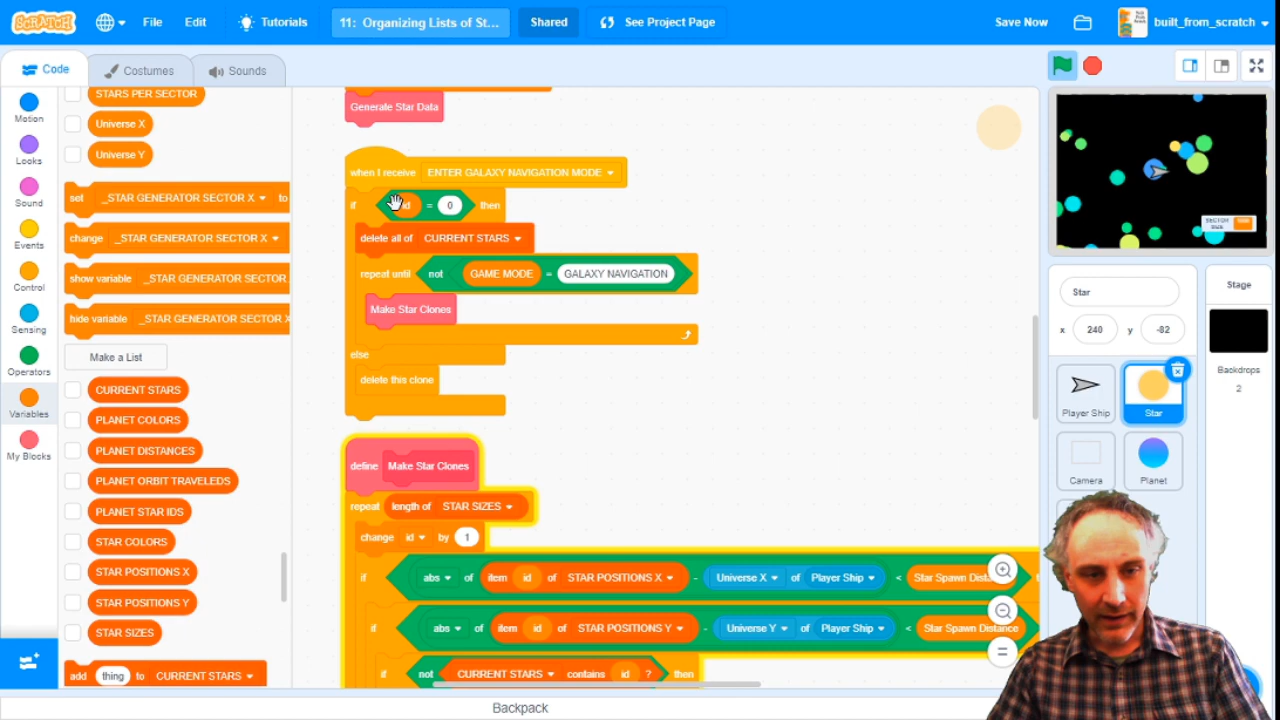 SCRATCH File Edit Tutorials 11: Organizing Lists of St... Shared See Project Page Save Now built_from_scratch
Code Costumes Sounds
Motion
Looks
Sound
Events
Control
Sensing
Operators
Variables
My Blocks
STARS PER SECTOR
Universe X
Universe Y
set _STAR GENERATOR SECTOR X to
change _STAR GENERATOR SECTOR X
show variable _STAR GENERATOR SECTOR
hide variable _STAR GENERATOR SECTOR X
Make a List
CURRENT STARS
PLANET COLORS
PLANET DISTANCES
PLANET ORBIT TRAVELEDS
PLANET STAR IDS
STAR COLORS
STAR POSITIONS X
STAR POSITIONS Y
STAR SIZES
add thing to CURRENT STARS
Generate Star Data
when I receive ENTER GALAXY NAVIGATION MODE
if id = 0 then
delete all of CURRENT STARS
repeat until not GAME MODE = GALAXY NAVIGATION
Make Star Clones
else
delete this clone
define Make Star Clones
repeat length of STAR SIZES
change id by 1
if abs of item id of STAR POSITIONS X - Universe X of Player Ship < Star Spawn Dista
if abs of item id of STAR POSITIONS Y - Universe Y of Player Ship < Star Spawn Distance
if not CURRENT STARS contains id ? then
SECTOR SIZE
Star
x 240 y -82
Player Ship
Star
Camera
Planet
Stage
Backdrops
2
Backpack